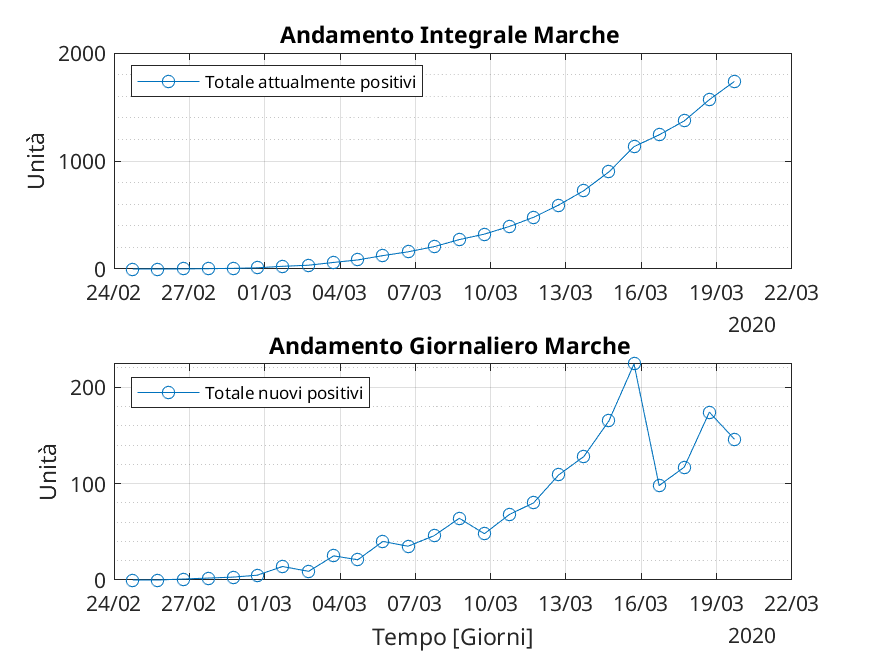 Andamento Integrale Marche
2000
Totale attualmente positivi
Unità
1000
0
24/02 27/02 01/03 04/03 07/03 10/03 13/03 16/03 19/03 22/03
2020
Andamento Giornaliero Marche
Totale nuovi positivi
200
Unità
100
0
24/02 27/02 01/03 04/03 07/03 10/03 13/03 16/03 19/03 22/03
Tempo [Giorni]
2020